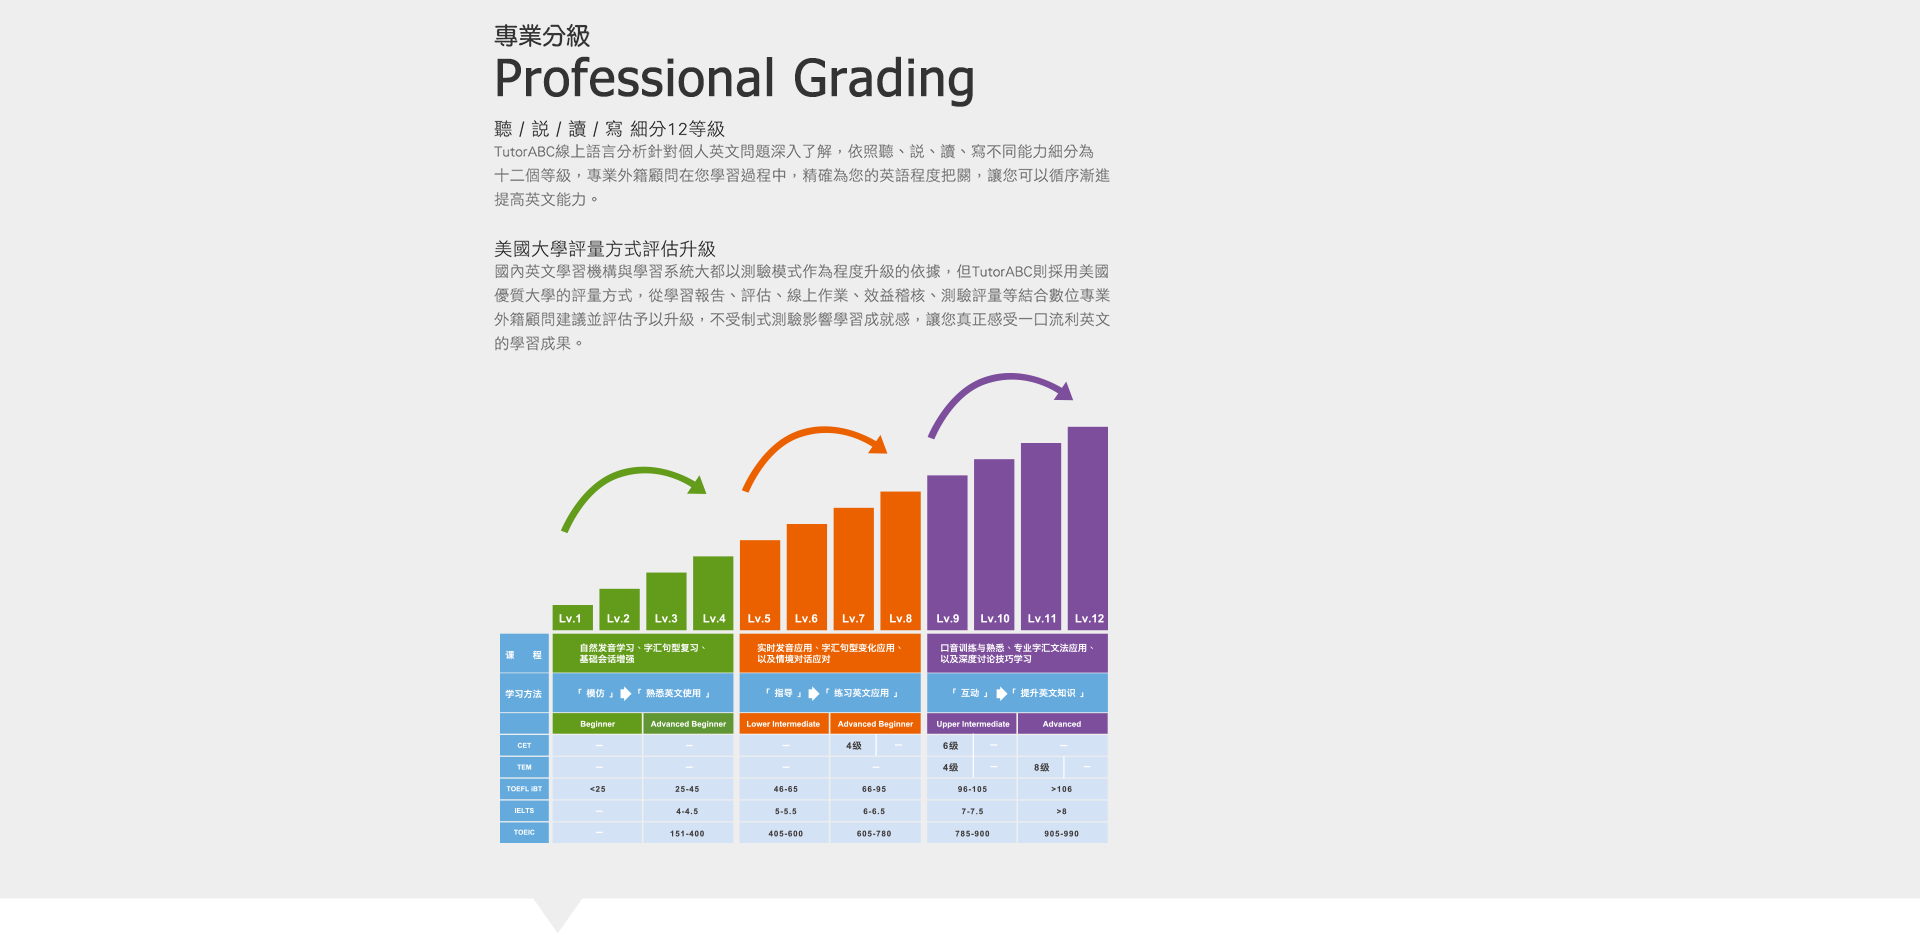 專業分級
Professional Grading
聽 / 説 / 讀 / 寫 細分12等級
TutorABC線上語言分析針對個人英文問題深入了解，依照聽、説、讀、寫不同能力細分為
十二個等級，專業外籍顧問在您學習過程中，精確為您的英語程度把關，讓您可以循序漸進
提高英文能力。
美國大學評量方式評估升級
國內英文學習機構與學習系統大都以測驗模式作為程度升級的依據，但TutorABC則採用美國
優質大學的評量方式，從學習報告、評估、線上作業、效益稽核、測驗評量等結合數位專業
外籍顧問建議並評估予以升級，不受制式測驗影響學習成就感，讓您真正感受一口流利英文
的學習成果。
Lv.1 Lv.2 Lv.3 Lv.4 Lv.5 Lv.6 Lv.7 Lv.8 Lv.9 Lv.10 Lv.11 Lv.12
课 程
自然发音学习、字汇句型复习、
基础会话增强
实时发音应用、字汇句型变化应用、
以及情境对话应对
口音训练与熟悉、专业字汇文法应用、
以及深度讨论技巧学习
学习方法 「 模仿 」 「 熟悉英文使用 」 「 指导 」 「 练习英文应用 」 「 互动 」 「 提升英文知识 」
Beginner Advanced Beginner Lower Intermediate Advanced Beginner Upper Intermediate Advanced
CET — — — 4级 — 6级 — —
TEM — — — — 4级 — 8级 —
TOEFL iBT <25 25-45 46-65 66-95 96-105 >106
IELTS — 4-4.5 5-5.5 6-6.5 7-7.5 >8
TOEIC — 151-400 405-600 605-780 785-900 905-990